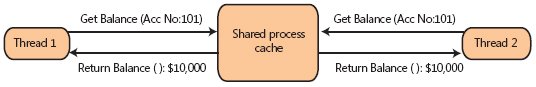 Get Balance (Acc No:101)
Get Balance (Acc No:101)
Thread 1
Shared process
cache
Thread 2
Return Balance ( ): $10,000
Return Balance ( ): $10,000